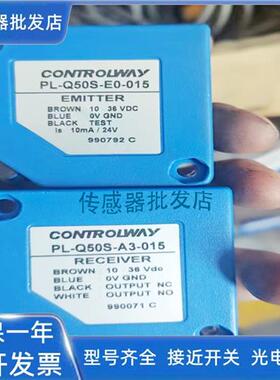 传感器批发店
CONTROLWAY
PL-Q50S-E0-015
EMITTER
BROWN 10 36 VDC
BLUE 0V GND
BLACK TEST
Is 10mA / 24V
990792 C
传感器批发店
CONTROLWAY
PL-Q50S-A3-015
RECEIVER
BROWN 10 36 Vdc
BLUE 0V GND
BLACK OUTPUT NC
WHITE OUTPUT NO
990071 C
保一年
开发票
型号齐全 接近开关 光电